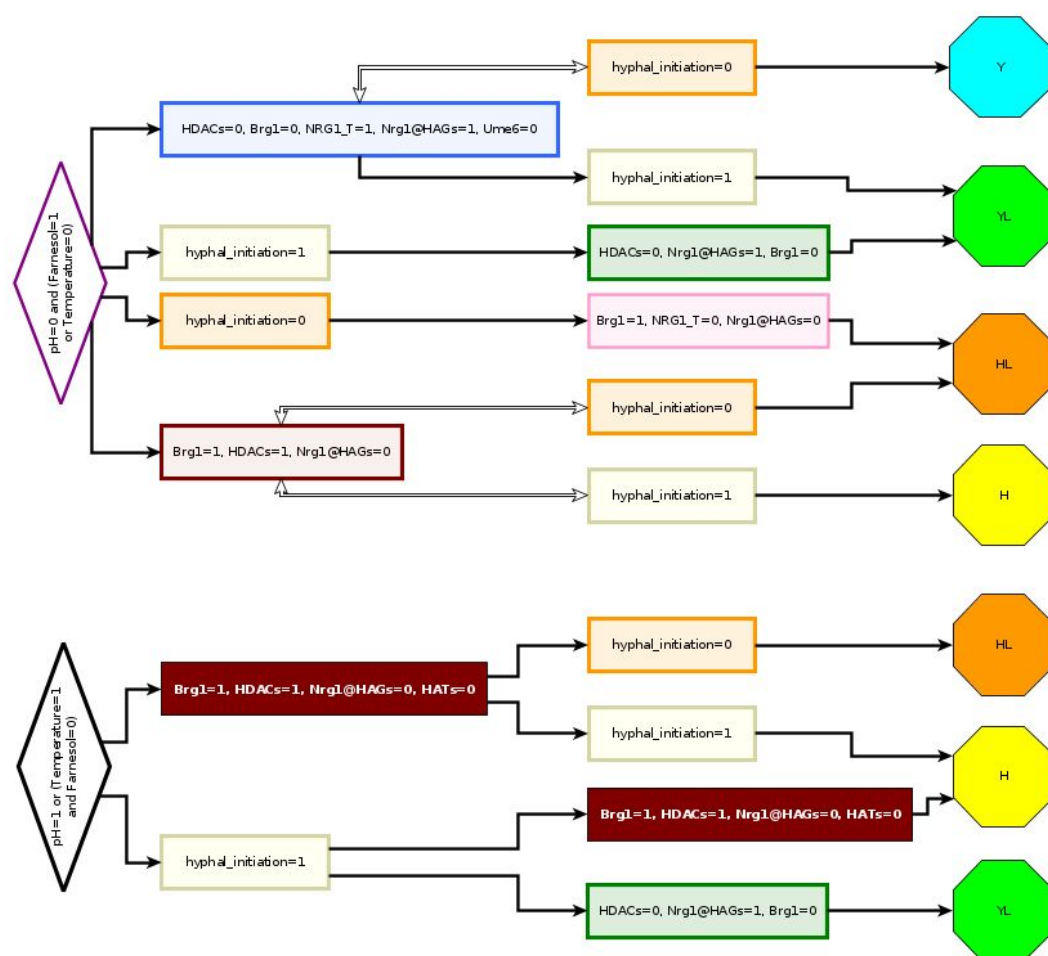 hyphal_initiation=0
Y
HDACs=0, Brg1=0, NRG1_T=1, Nrg1@HAGs=1, Ume6=0
hyphal_initiation=1
YL
pH=0 and (Farnesol=1
or Temperature=0)
hyphal_initiation=1
HDACs=0, Nrg1@HAGs=1, Brg1=0
hyphal_initiation=0
Brg1=1, NRG1_T=0, Nrg1@HAGs=0
HL
hyphal_initiation=0
Brg1=1, HDACs=1, Nrg1@HAGs=0
hyphal_initiation=1
H
hyphal_initiation=0
HL
Brg1=1, HDACs=1, Nrg1@HAGs=0, HATs=0
hyphal_initiation=1
pH=1 or (Temperature=1
and Farnesol=0)
H
Brg1=1, HDACs=1, Nrg1@HAGs=0, HATs=0
hyphal_initiation=1
HDACs=0, Nrg1@HAGs=1, Brg1=0
YL